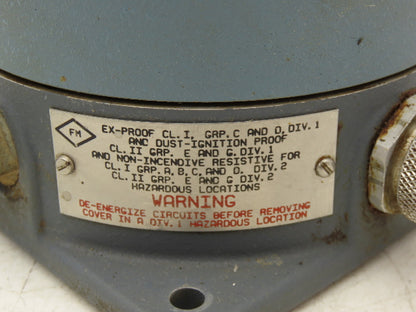 FM
EX-PROOF CL. I, GRP. C AND D, DIV. 1
AND DUST-IGNITION PROOF
CL. II GRP. E AND G. DIV. 1
AND NON-INCENDIVE RESISTIVE FOR
CL. I GRP. A, B, C, AND D. DIV. 2
CL. II GRP. E AND G DIV. 2
HAZARDOUS LOCATIONS
WARNING
DE-ENERGIZE CIRCUITS BEFORE REMOVING
COVER IN A DIV. 1 HAZARDOUS LOCATION